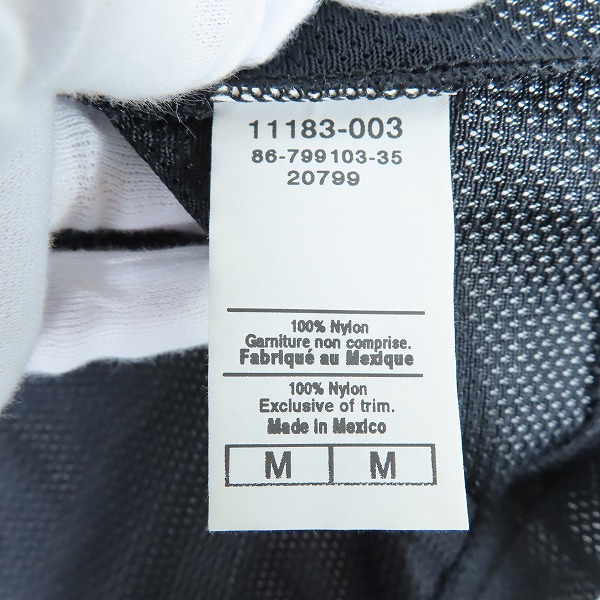 11183-003
86-799103-35
20799
100% Nylon
Garniture non comprise.
Fabriqué au Mexique
100% Nylon
Exclusive of trim.
Made in Mexico
M M